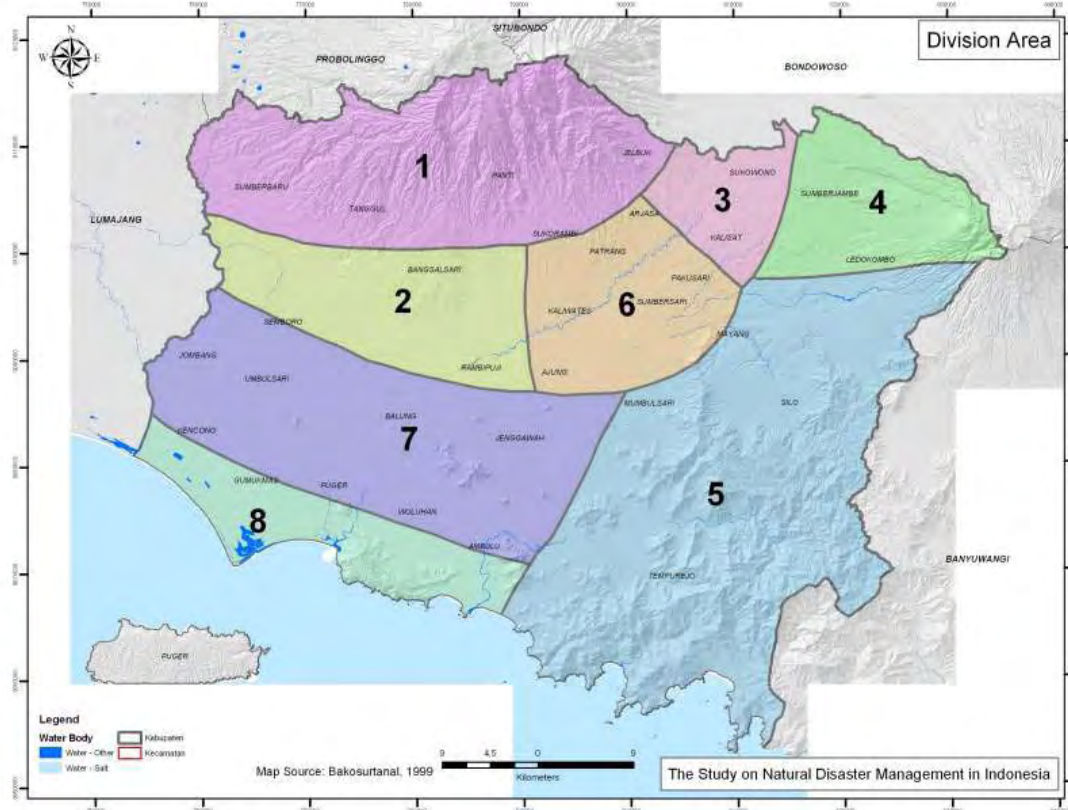 Division Area
N
W E
S
SITUBONDO
PROBOLINGGO
BONDOWOSO
LUMAJANG
BANYUWANGI
1
JELBUK
SUMBERBARU
PANTI
TANGGUL
SUKORAMBI
3
SUKOWONO
KALISAT
4
SUMBERJAMBE
LEDOKOMBO
2
BANGSALSARI
SEMBORO
RAMBIPUJI
6
ARJASA
PATRANG
PAKUSARI
SUMBERSARI
KALIWATES
MAYANG
AJUNG
7
JOMBANG
UMBULSARI
BALUNG
JENGGAWAH
KENCONG
PUGER
WULUHAN
AMBULU
8
GUMUKMAS
5
MUMBULSARI
SILO
TEMPUREJO
PUGER
Legend
Water Body
Water - Other
Water - Salt
Kabupaten
Kecamatan
Map Source: Bakosurtanal, 1999
9 4,5 0 9
Kilometers
The Study on Natural Disaster Management in Indonesia